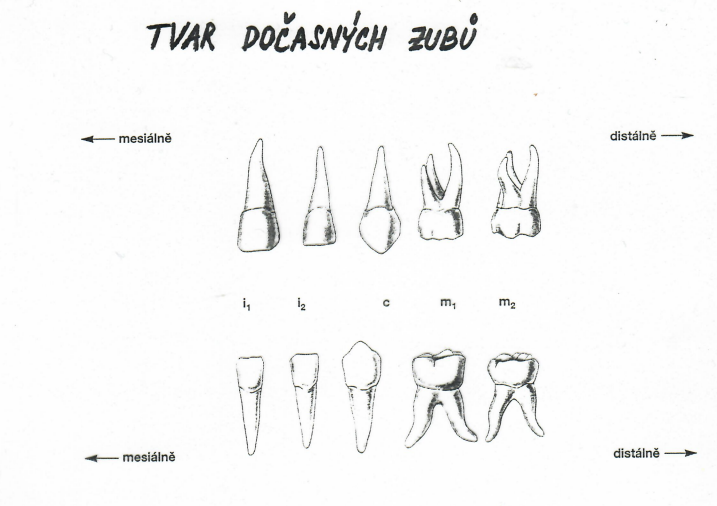 TVAR DOČASNÝCH ZUBŮ
← mesiálně distálně →
i₁ i₂ c m₁ m₂
← mesiálně distálně →